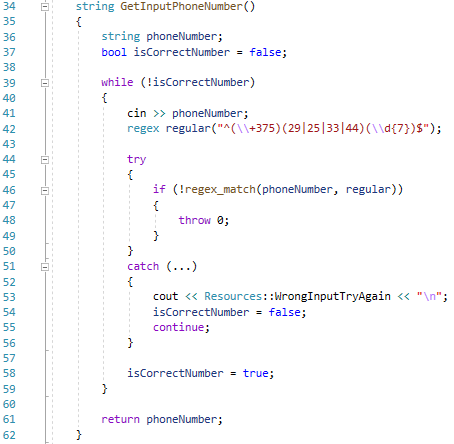 34 string GetInputPhoneNumber()
35 {
36 string phoneNumber;
37 bool isCorrectNumber = false;
38
39 while (!isCorrectNumber)
40 {
41 cin >> phoneNumber;
42 regex regular("^(\\+375)(29|25|33|44)(\\d{7})$");
43
44 try
45 {
46 if (!regex_match(phoneNumber, regular))
47 {
48 throw 0;
49 }
50 }
51 catch (...)
52 {
53 cout << Resources::WrongInputTryAgain << "\n";
54 isCorrectNumber = false;
55 continue;
56 }
57
58 isCorrectNumber = true;
59 }
60
61 return phoneNumber;
62 }